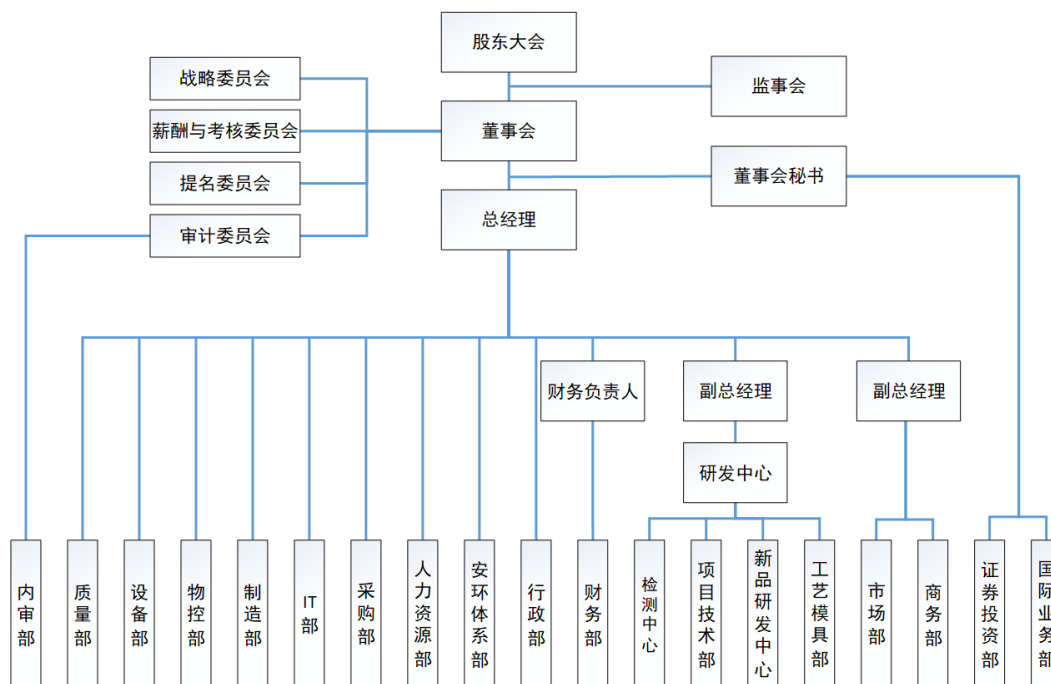 股东大会
战略委员会
监事会
薪酬与考核委员会
董事会
提名委员会
董事会秘书
总经理
审计委员会
财务负责人
副总经理
副总经理
研发中心
内审部
质量部
设备部
物控部
制造部
IT部
采购部
人力资源部
安环体系部
行政部
财务部
检测中心
项目技术部
新品研发中心
工艺模具部
市场部
商务部
证券投资部
国际业务部